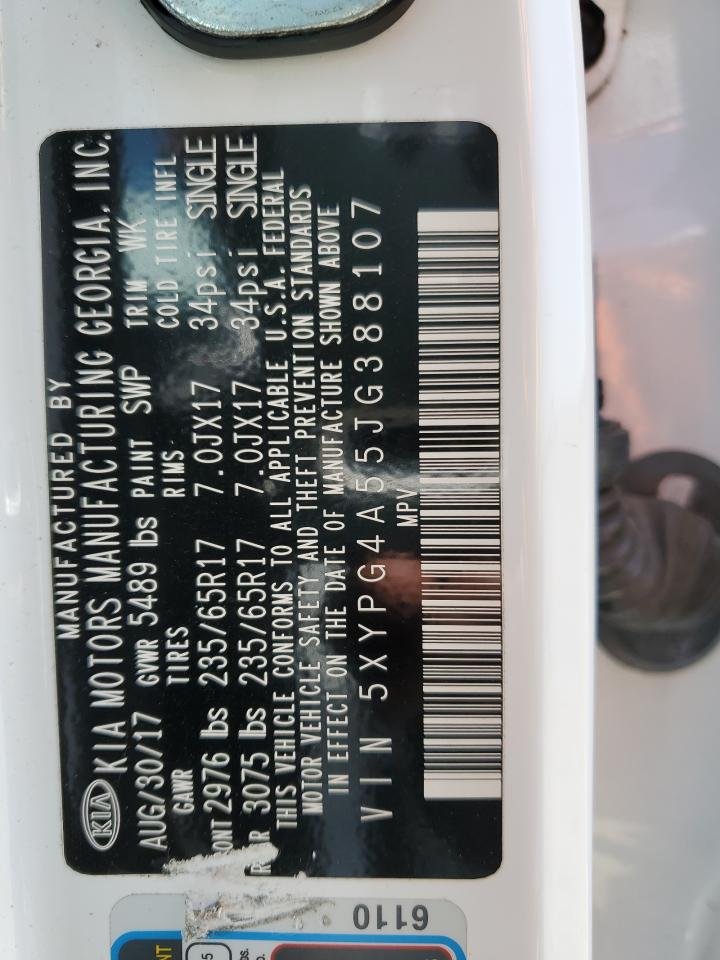 MANUFACTURED BY
KIA KIA MOTORS MANUFACTURING GEORGIA, INC.
AUG/30/17 GVWR 5489 lbs PAINT SWP TRIM WK
GAWR TIRES RIMS COLD TIRE INFL
ONT 2976 lbs 235/65R17 7.0JX17 34psi SINGLE
R R 3075 lbs 235/65R17 7.0JX17 34psi SINGLE
THIS VEHICLE CONFORMS TO ALL APPLICABLE U.S.A. FEDERAL
MOTOR VEHICLE SAFETY AND THEFT PREVENTION STANDARDS
IN EFFECT ON THE DATE OF MANUFACTURE SHOWN ABOVE
VIN 5XYPG4A55JG388107
MPV
6110